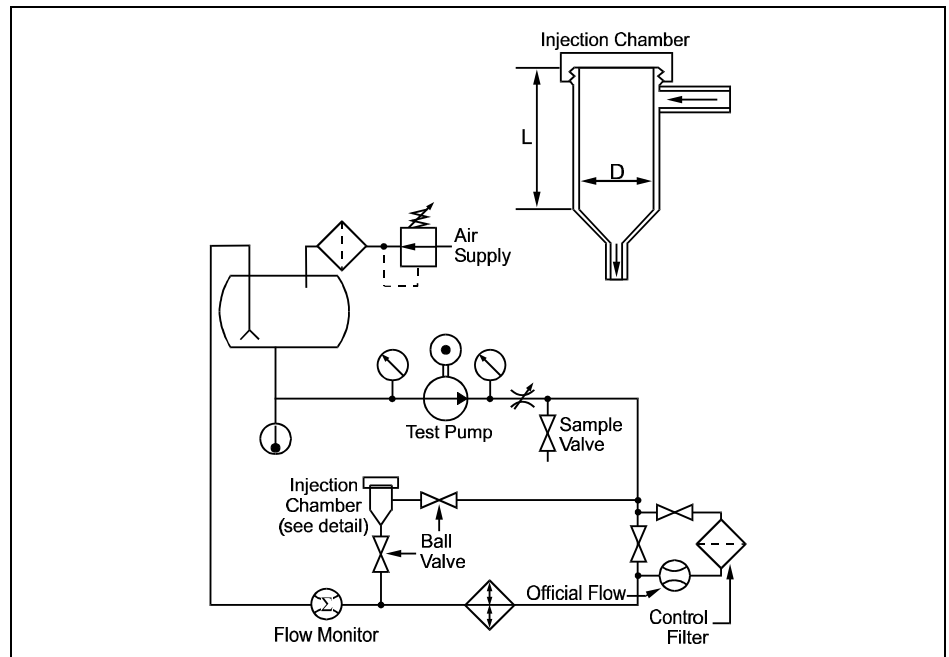 Injection Chamber
L
D
Air
Supply
Test Pump
Sample
Valve
Injection
Chamber
(see detail)
Ball
Valve
Official Flow
Control
Filter
Σ
Flow Monitor